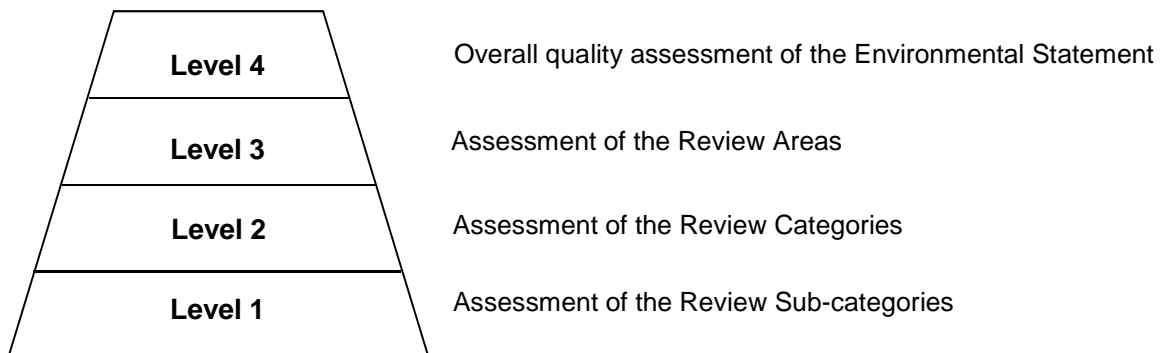 Level 4 Overall quality assessment of the Environmental Statement
Level 3 Assessment of the Review Areas
Level 2 Assessment of the Review Categories
Level 1 Assessment of the Review Sub-categories